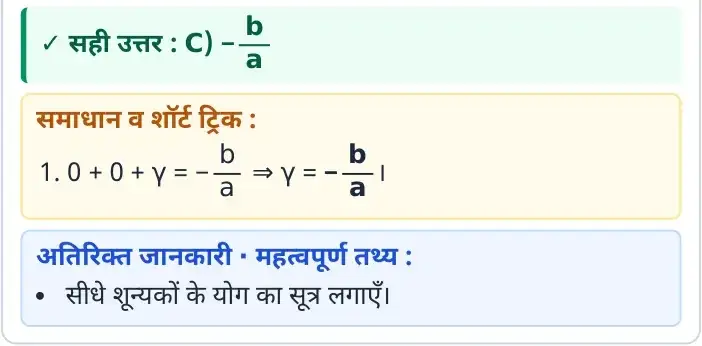 ✓ सही उत्तर : C) –b/a
समाधान व शॉर्ट ट्रिक :
1. 0 + 0 + γ = –b/a ⇒ γ = –b/a ।
अतिरिक्त जानकारी · महत्वपूर्ण तथ्य :
• सीधे शून्यकों के योग का सूत्र लगाएँ।